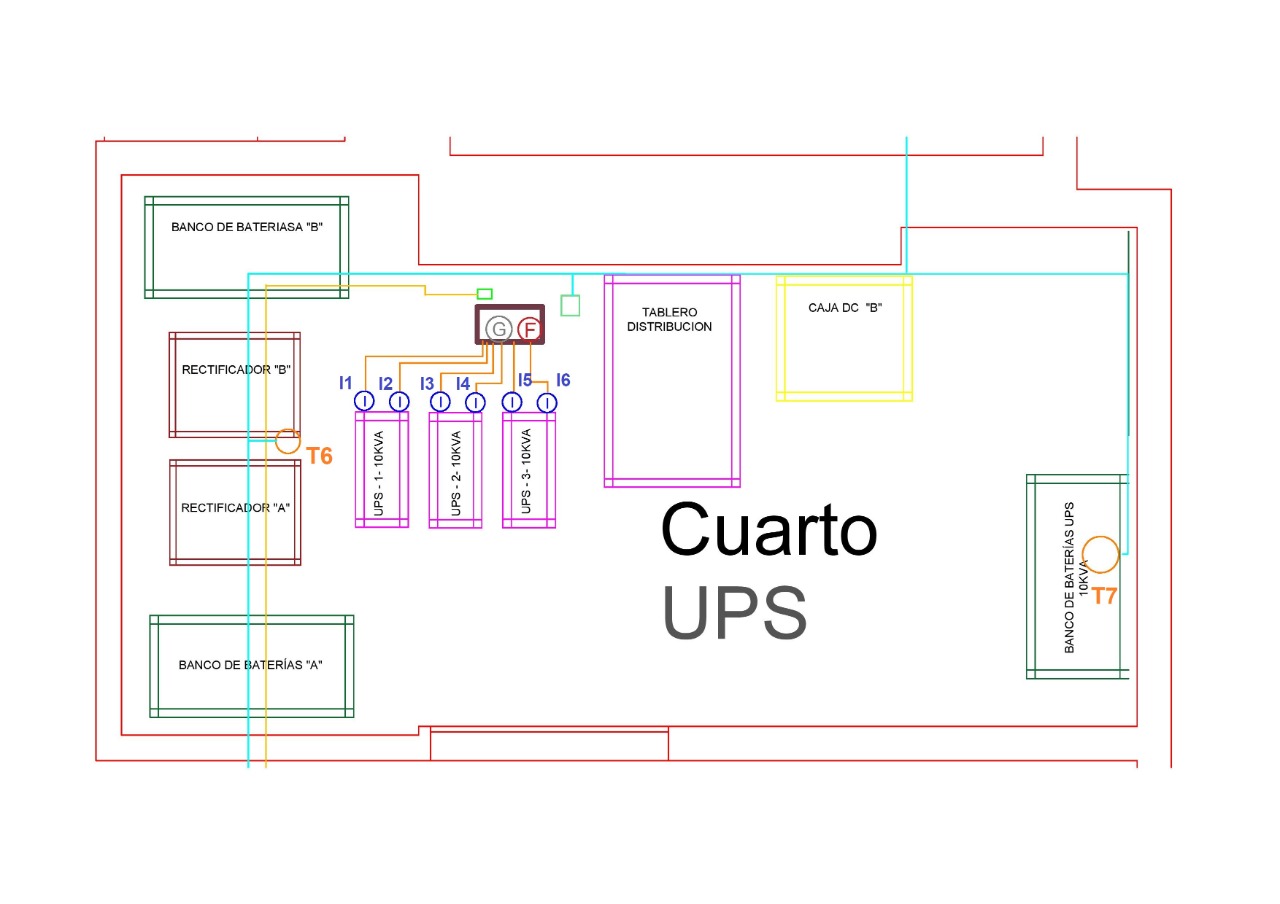 BANCO DE BATERIASA "B"
TABLERO
DISTRIBUCION
CAJA DC "B"
G
F
RECTIFICADOR "B"
I1
I2
I3
I4
I5
I6
I
I
I
I
I
I
T6
UPS - 1- 10KVA
UPS - 2- 10KVA
UPS - 3- 10KVA
RECTIFICADOR "A"
Cuarto
UPS
BANCO DE BATERÍAS UPS
10KVA
T7
BANCO DE BATERÍAS "A"